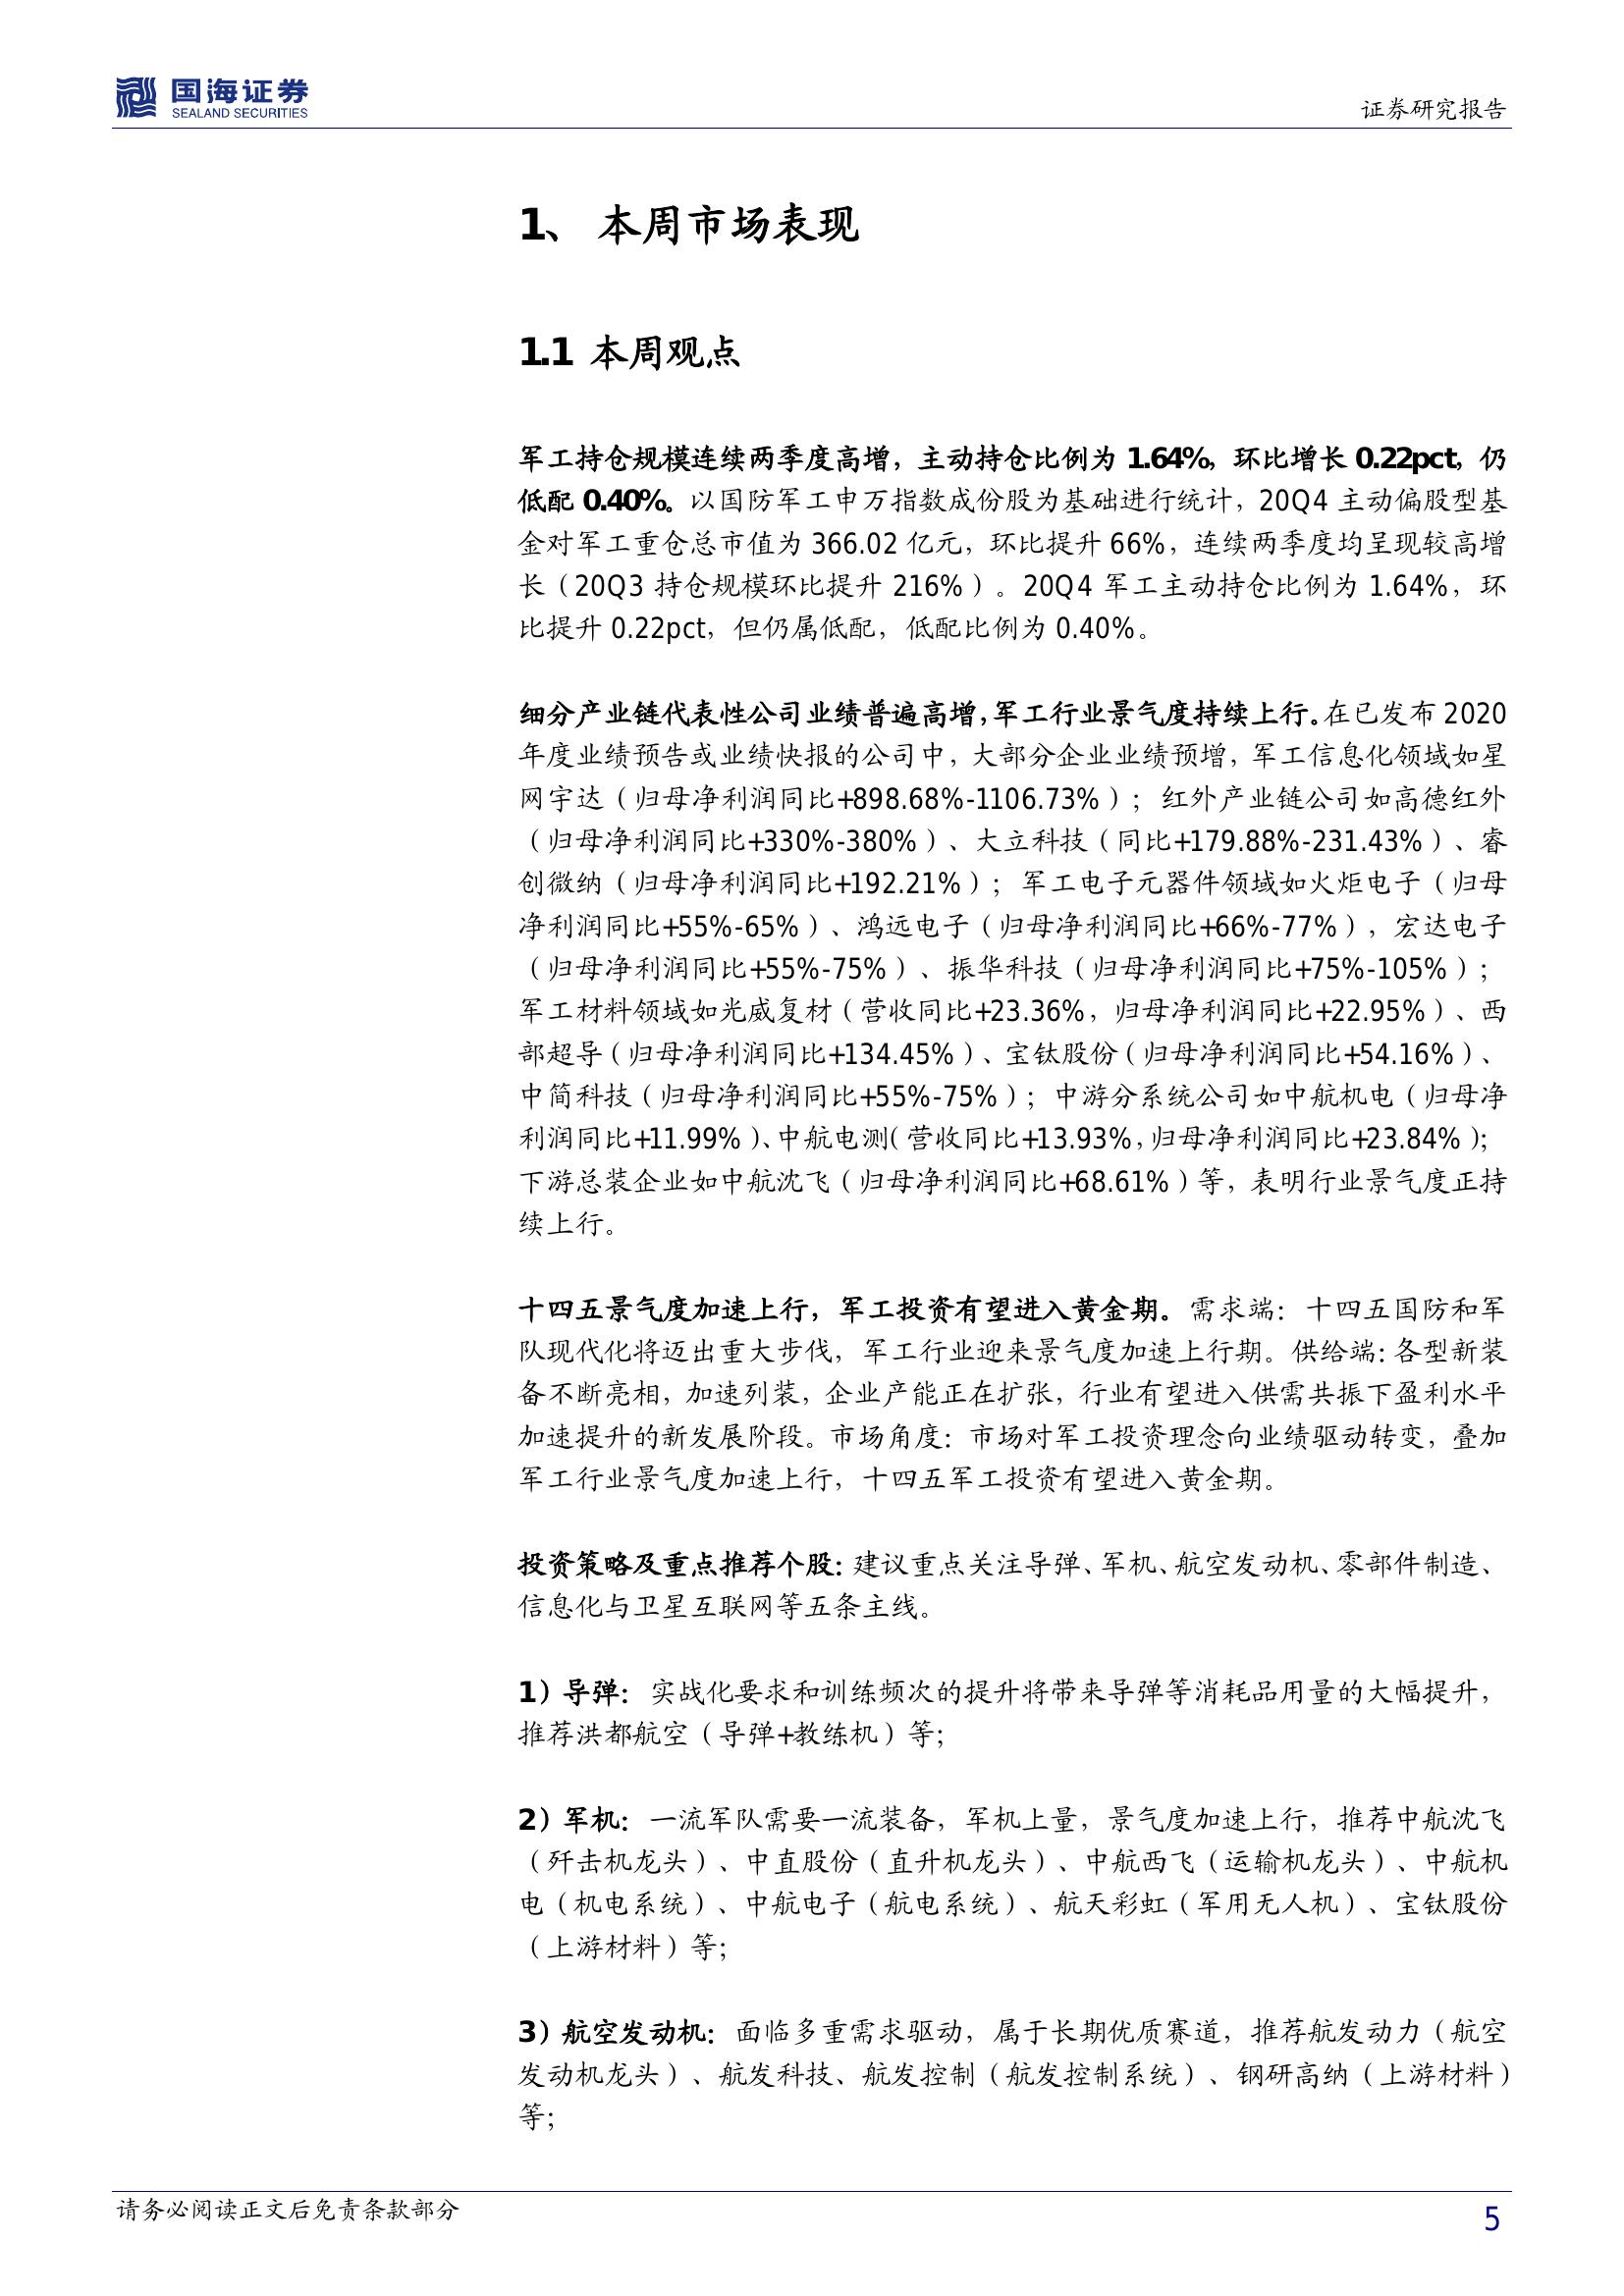 国海证券
SEALAND SECURITIES
证券研究报告
1、 本周市场表现
1.1 本周观点
军工持仓规模连续两季度高增，主动持仓比例为 1.64%，环比增长 0.22pct，仍
低配 0.40%。以国防军工申万指数成份股为基础进行统计，20Q4 主动偏股型基
金对军工重仓总市值为 366.02 亿元，环比提升 66%，连续两季度均呈现较高增
长（20Q3 持仓规模环比提升 216%）。20Q4 军工主动持仓比例为 1.64%，环
比提升 0.22pct，但仍属低配，低配比例为 0.40%。
细分产业链代表性公司业绩普遍高增，军工行业景气度持续上行。在已发布 2020
年度业绩预告或业绩快报的公司中，大部分企业业绩预增，军工信息化领域如星
网宇达（归母净利润同比+898.68%-1106.73%）；红外产业链公司如高德红外
（归母净利润同比+330%-380%）、大立科技（同比+179.88%-231.43%）、睿
创微纳（归母净利润同比+192.21%）；军工电子元器件领域如火炬电子（归母
净利润同比+55%-65%）、鸿远电子（归母净利润同比+66%-77%），宏达电子
（归母净利润同比+55%-75%）、振华科技（归母净利润同比+75%-105%）；
军工材料领域如光威复材（营收同比+23.36%，归母净利润同比+22.95%）、西
部超导（归母净利润同比+134.45%）、宝钛股份（归母净利润同比+54.16%）、
中简科技（归母净利润同比+55%-75%）；中游分系统公司如中航机电（归母净
利润同比+11.99%）、中航电测（营收同比+13.93%，归母净利润同比+23.84%）；
下游总装企业如中航沈飞（归母净利润同比+68.61%）等，表明行业景气度正持
续上行。
十四五景气度加速上行，军工投资有望进入黄金期。需求端：十四五国防和军
队现代化将迈出重大步伐，军工行业迎来景气度加速上行期。供给端：各型新装
备不断亮相，加速列装，企业产能正在扩张，行业有望进入供需共振下盈利水平
加速提升的新发展阶段。市场角度：市场对军工投资理念向业绩驱动转变，叠加
军工行业景气度加速上行，十四五军工投资有望进入黄金期。
投资策略及重点推荐个股：建议重点关注导弹、军机、航空发动机、零部件制造、
信息化与卫星互联网等五条主线。
1）导弹：实战化要求和训练频次的提升将带来导弹等消耗品用量的大幅提升，
推荐洪都航空（导弹+教练机）等；
2）军机：一流军队需要一流装备，军机上量，景气度加速上行，推荐中航沈飞
（歼击机龙头）、中直股份（直升机龙头）、中航西飞（运输机龙头）、中航机
电（机电系统）、中航电子（航电系统）、航天彩虹（军用无人机）、宝钛股份
（上游材料）等；
3）航空发动机：面临多重需求驱动，属于长期优质赛道，推荐航发动力（航空
发动机龙头）、航发科技、航发控制（航发控制系统）、钢研高纳（上游材料）
等；
请务必阅读正文后免责条款部分
5